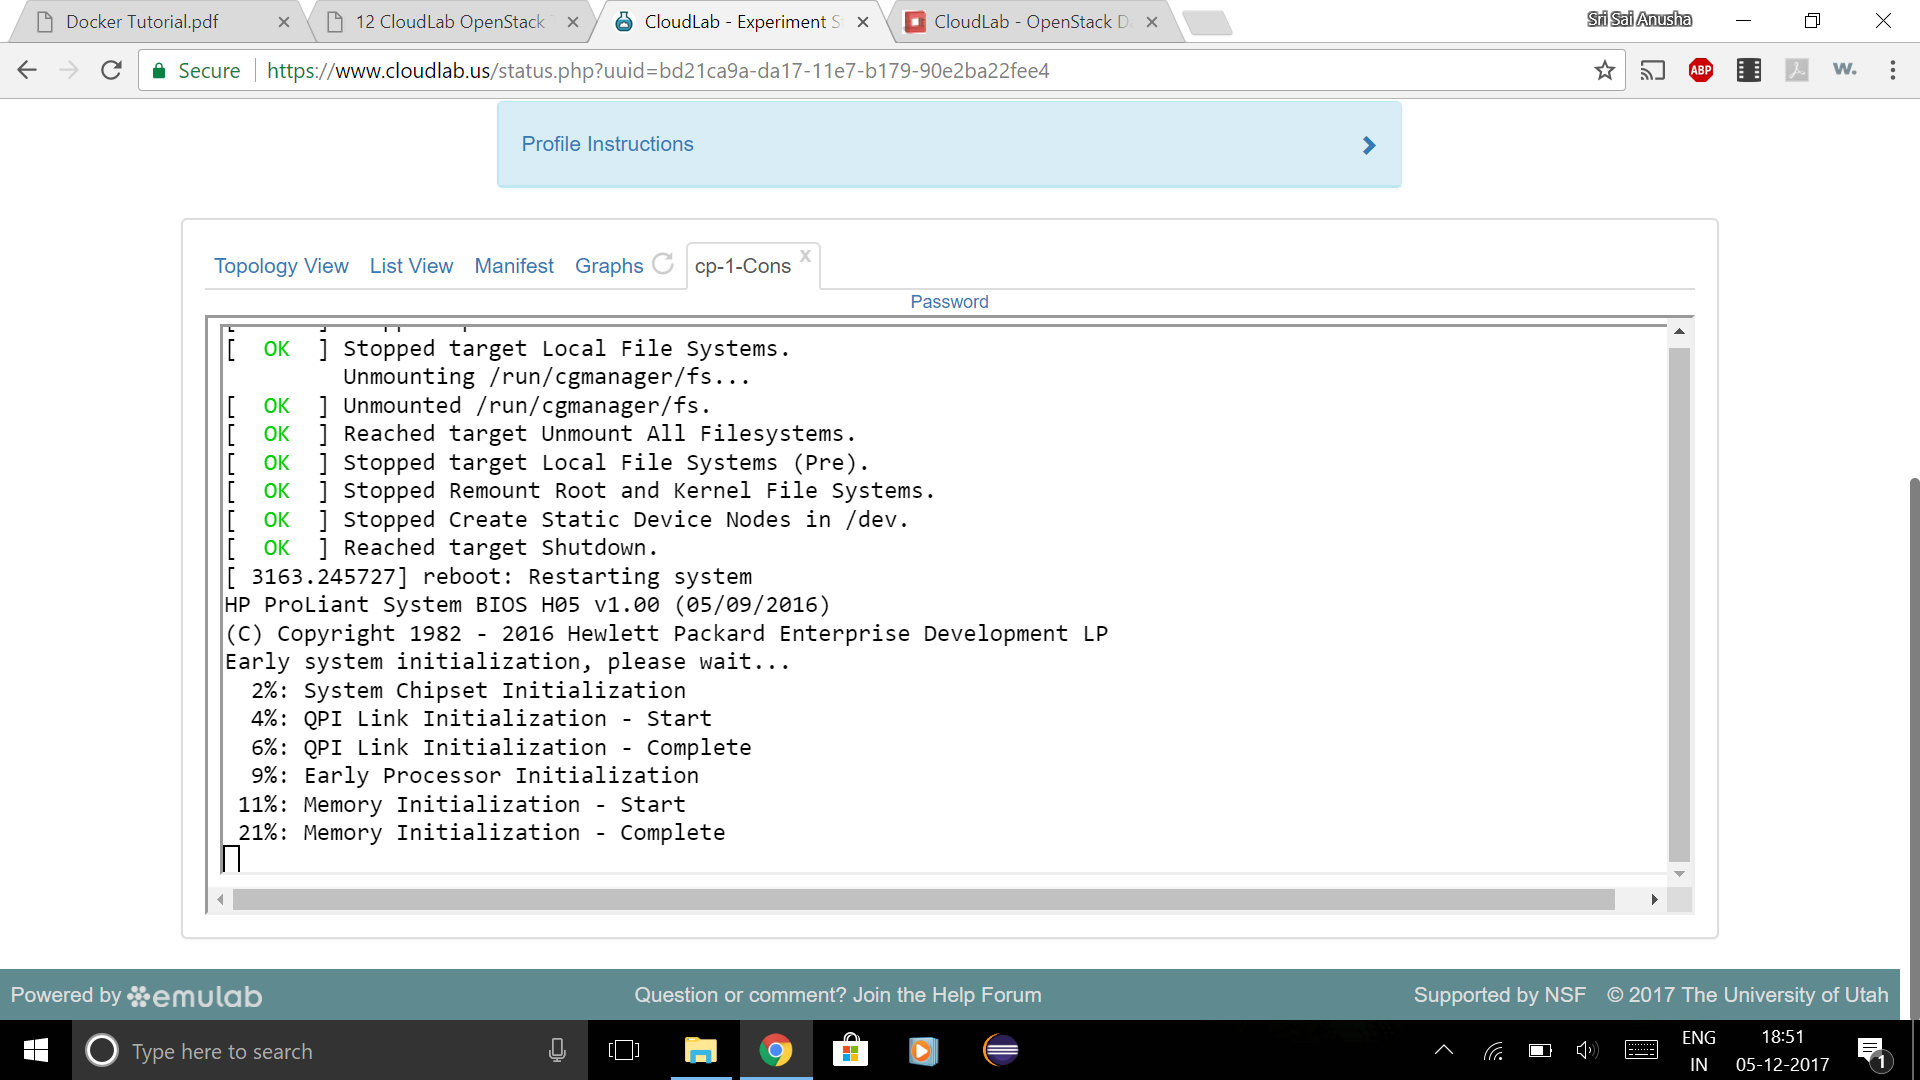 Docker Tutorial.pdf
12 CloudLab OpenStack
CloudLab - Experiment S
CloudLab - OpenStack D
Sri Sai Anusha
Secure
https://www.cloudlab.us/status.php?uuid=bd21ca9a-da17-11e7-b179-90e2ba22fee4
ABP
w.
Profile Instructions
Topology View List View Manifest Graphs cp-1-Cons x
Password
[ OK ] Stopped target Local File Systems.
Unmounting /run/cgmanager/fs...
[ OK ] Unmounted /run/cgmanager/fs.
[ OK ] Reached target Unmount All Filesystems.
[ OK ] Stopped target Local File Systems (Pre).
[ OK ] Stopped Remount Root and Kernel File Systems.
[ OK ] Stopped Create Static Device Nodes in /dev.
[ OK ] Reached target Shutdown.
[ 3163.245727] reboot: Restarting system
HP ProLiant System BIOS H05 v1.00 (05/09/2016)
(C) Copyright 1982 - 2016 Hewlett Packard Enterprise Development LP
Early system initialization, please wait...
2%: System Chipset Initialization
4%: QPI Link Initialization - Start
6%: QPI Link Initialization - Complete
9%: Early Processor Initialization
11%: Memory Initialization - Start
21%: Memory Initialization - Complete
Powered by emulab
Question or comment? Join the Help Forum
Supported by NSF © 2017 The University of Utah
Type here to search
ENG
IN
18:51
05-12-2017
1